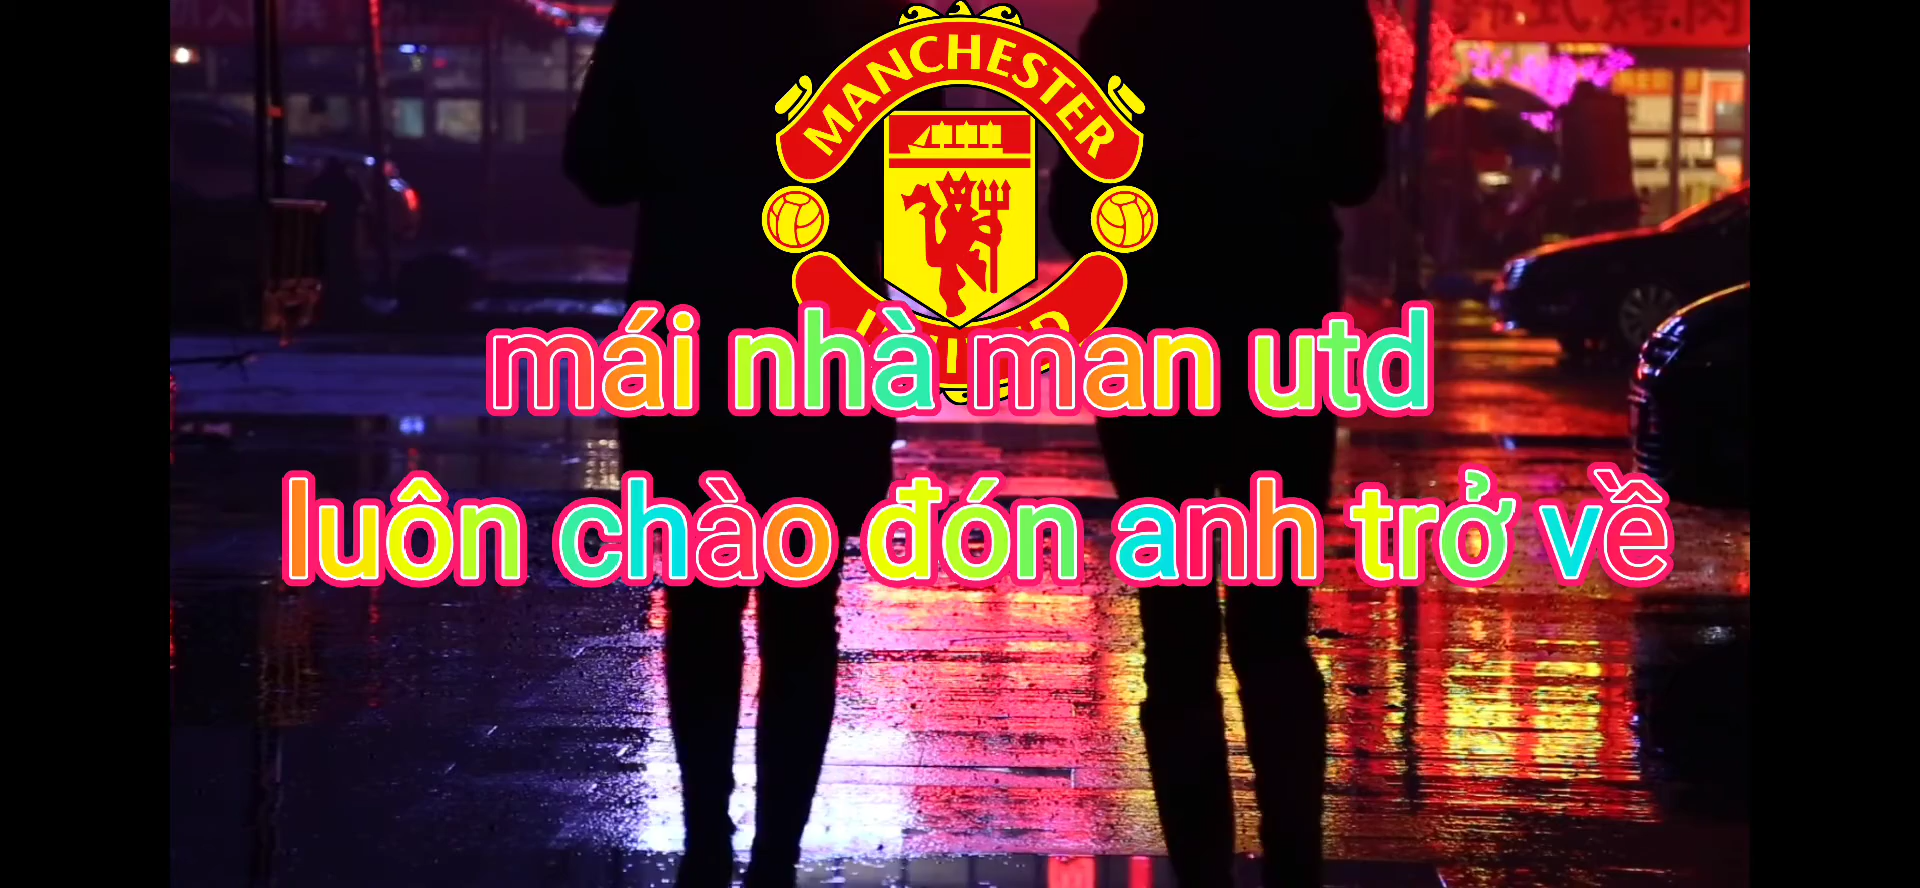 MANCHESTER
mái nhà man utd
luôn chào đón anh trở về